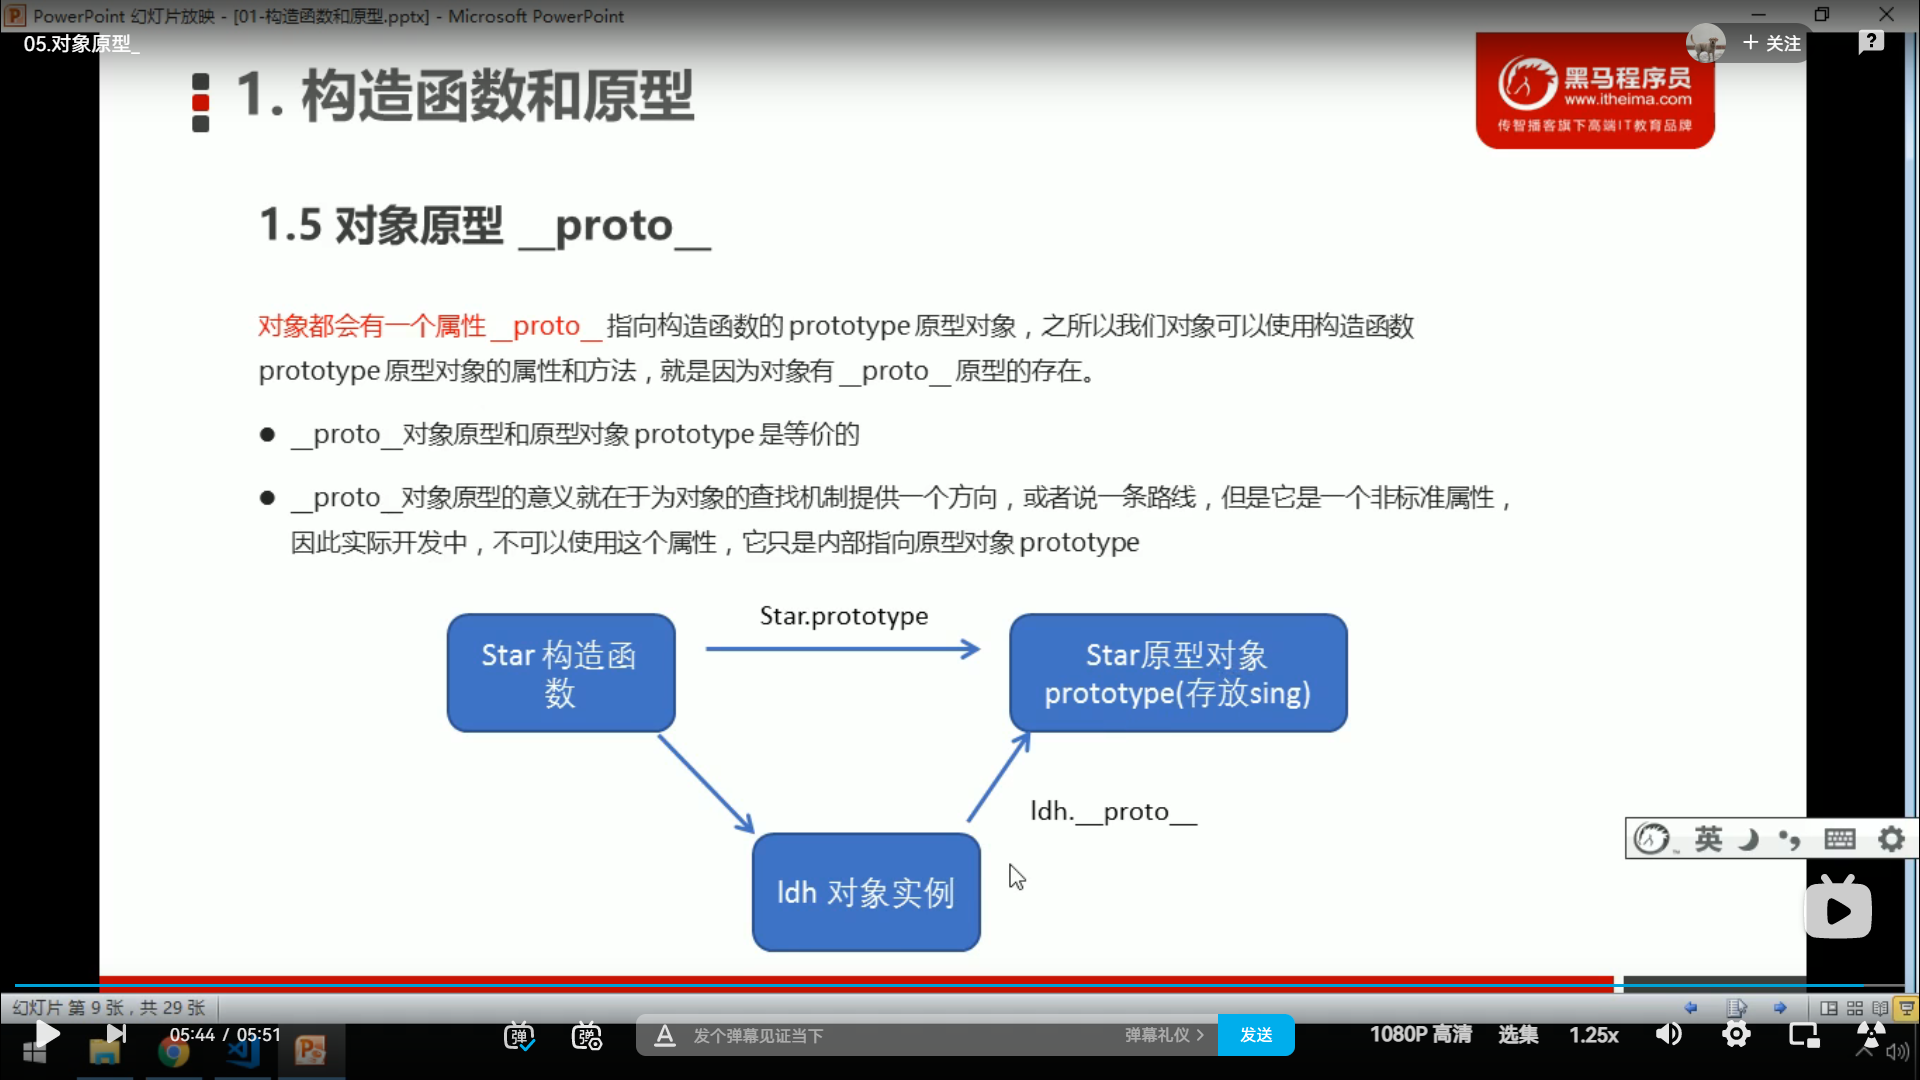 PowerPoint 幻灯片放映 - [01-构造函数和原型.pptx] - Microsoft PowerPoint
05.对象原型_
+ 关注
1. 构造函数和原型
黑马程序员
www.itheima.com
传智播客旗下高端IT教育品牌
1.5 对象原型 __proto__
对象都会有一个属性 __proto__ 指向构造函数的 prototype 原型对象，之所以我们对象可以使用构造函数
prototype 原型对象的属性和方法，就是因为对象有 __proto__ 原型的存在。
● __proto__对象原型和原型对象 prototype 是等价的
● __proto__对象原型的意义就在于为对象的查找机制提供一个方向，或者说一条路线，但是它是一个非标准属性，
因此实际开发中，不可以使用这个属性，它只是内部指向原型对象 prototype
Star.prototype
Star 构造函
数
Star原型对象
prototype(存放sing)
ldh.__proto__
ldh 对象实例
英
幻灯片 第 9 张，共 29 张
05:44 / 05:51
弹
弹
A 发个弹幕见证当下
弹幕礼仪 >
发送
1080P 高清
选集
1.25x